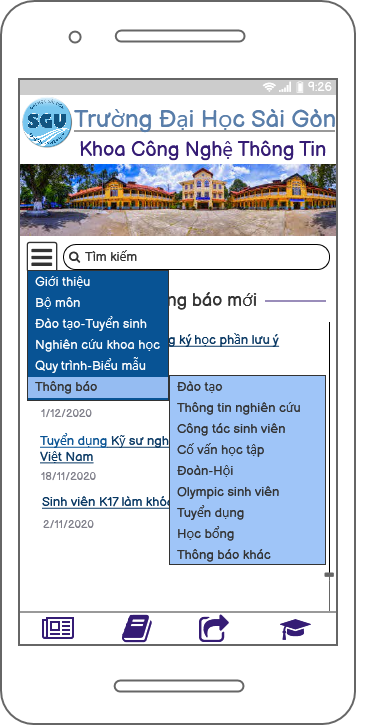 9:26
SGU
Trường Đại Học Sài Gòn
Khoa Công Nghệ Thông Tin
Tìm kiếm
Giới thiệu
Bộ môn
Đào tạo-Tuyển sinh
Nghiên cứu khoa học
Quy trình-Biểu mẫu
Thông báo
ng báo mới
ký học phần lưu ý
Đào tạo
Thông tin nghiên cứu
Công tác sinh viên
Cố vấn học tập
Đoàn-Hội
Olympic sinh viên
Tuyển dụng
Học bổng
Thông báo khác
1/12/2020
Tuyển dụng Kỹ sư ngh
Việt Nam
18/11/2020
Sinh viên K17 làm khó
2/11/2020